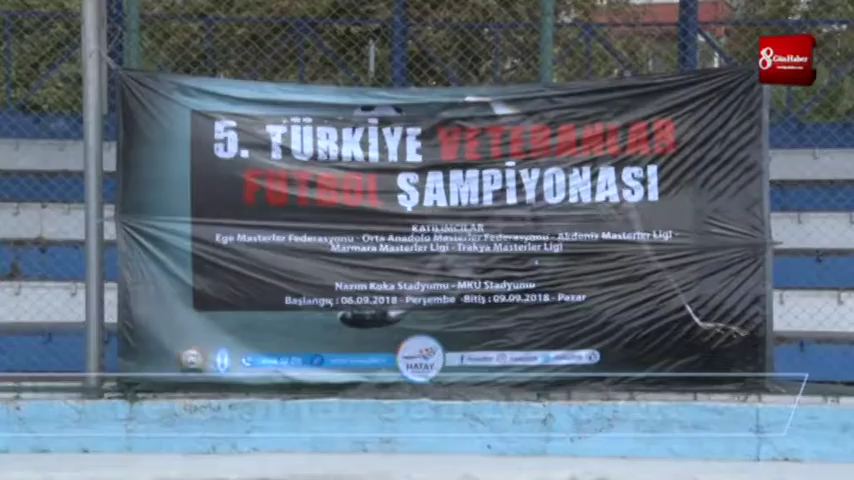 8 Gün Haber
5. TÜRKİYE VETERANLAR
FUTBOL ŞAMPİYONASI
KATILIMCILAR
Ege Masterler Federasyonu - Orta Anadolu Masterler Federasyonu - Akdeniz Masterler Ligi -
Marmara Masterler Ligi - Trakya Masterler Ligi
Nazım Koka Stadyumu - MKÜ Stadyumu
Başlangıç : 06.09.2018 - Perşembe - Bitiş : 09.09.2018 - Pazar
HATAY